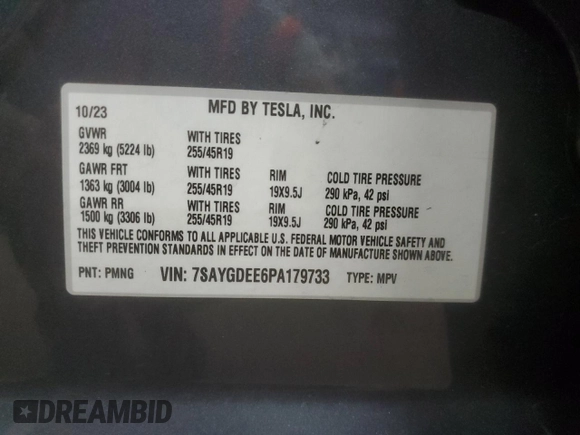 10/23 MFD BY TESLA, INC.
GVWR WITH TIRES
2369 kg (5224 lb) 255/45R19
GAWR FRT WITH TIRES RIM COLD TIRE PRESSURE
1363 kg (3004 lb) 255/45R19 19X9.5J 290 kPa, 42 psi
GAWR RR WITH TIRES RIM COLD TIRE PRESSURE
1500 kg (3306 lb) 255/45R19 19X9.5J 290 kPa, 42 psi
THIS VEHICLE CONFORMS TO ALL APPLICABLE U.S. FEDERAL MOTOR VEHICLE SAFETY AND
THEFT PREVENTION STANDARDS IN EFFECT ON THE DATE OF MANUFACTURE SHOWN ABOVE.
PNT: PMNG VIN: 7SAYGDEE6PA179733 TYPE: MPV
DREAMBID